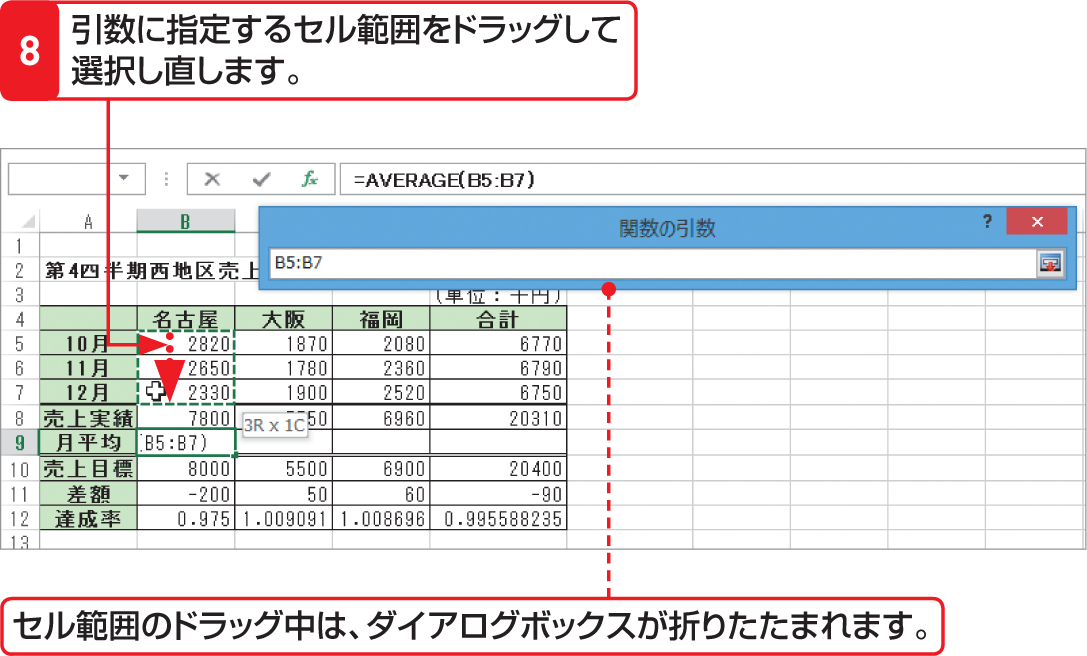 8
引数に指定するセル範囲をドラッグして
選択し直します。
=AVERAGE(B5:B7)
関数の引数 ?
B5:B7
A B
1
2 第4四半期西地区売上
3 (単位：千円)
4 名古屋 大阪 福岡 合計
5 10月 2820 1870 2080 6770
6 11月 2650 1780 2360 6790
7 12月 2330 1900 2520 6750
8 売上実績 7800 50 6960 20310
3R x 1C
9 月平均 B5:B7)
10 売上目標 8000 5500 6900 20400
11 差額 -200 50 60 -90
12 達成率 0.975 1.009091 1.008696 0.995588235
13
セル範囲のドラッグ中は、ダイアログボックスが折りたたまれます。